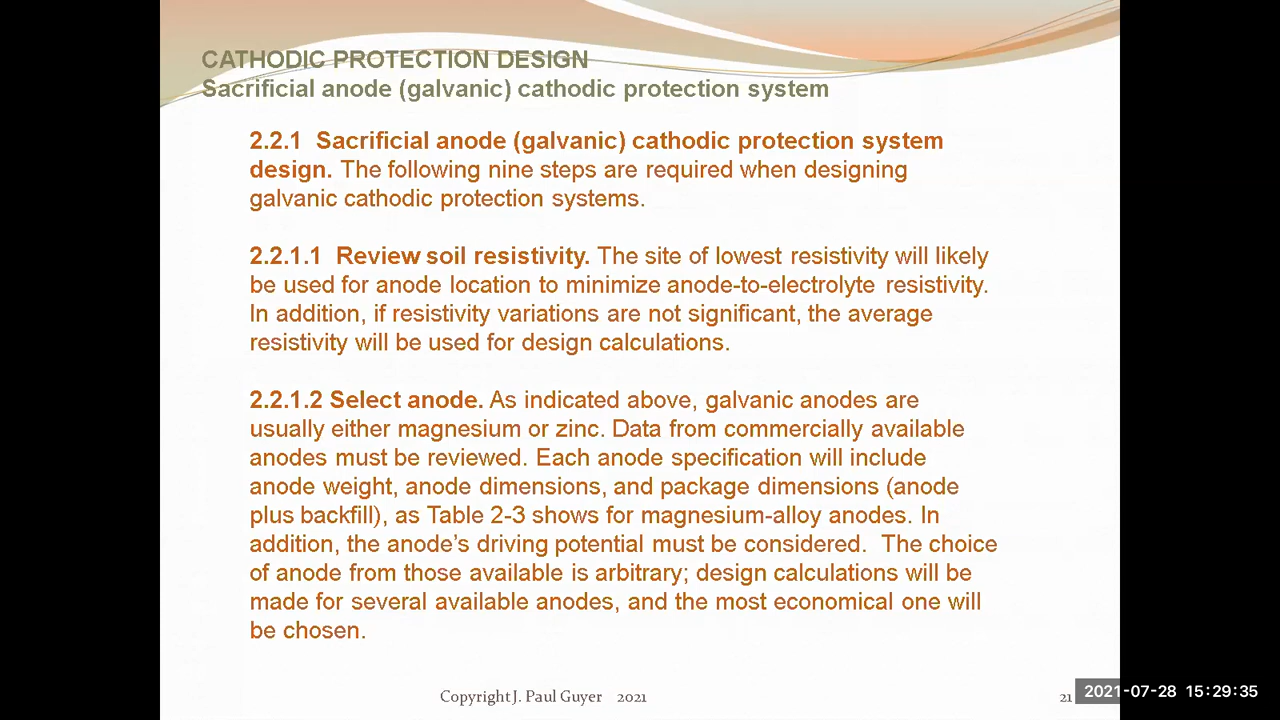 CATHODIC PROTECTION DESIGN
Sacrificial anode (galvanic) cathodic protection system
2.2.1  Sacrificial anode (galvanic) cathodic protection system
design. The following nine steps are required when designing
galvanic cathodic protection systems.
2.2.1.1  Review soil resistivity. The site of lowest resistivity will likely
be used for anode location to minimize anode-to-electrolyte resistivity.
In addition, if resistivity variations are not significant, the average
resistivity will be used for design calculations.
2.2.1.2 Select anode. As indicated above, galvanic anodes are
usually either magnesium or zinc. Data from commercially available
anodes must be reviewed. Each anode specification will include
anode weight, anode dimensions, and package dimensions (anode
plus backfill), as Table 2-3 shows for magnesium-alloy anodes. In
addition, the anode’s driving potential must be considered.  The choice
of anode from those available is arbitrary; design calculations will be
made for several available anodes, and the most economical one will
be chosen.
Copyright J. Paul Guyer   2021
21
2021-07-28  15:29:35